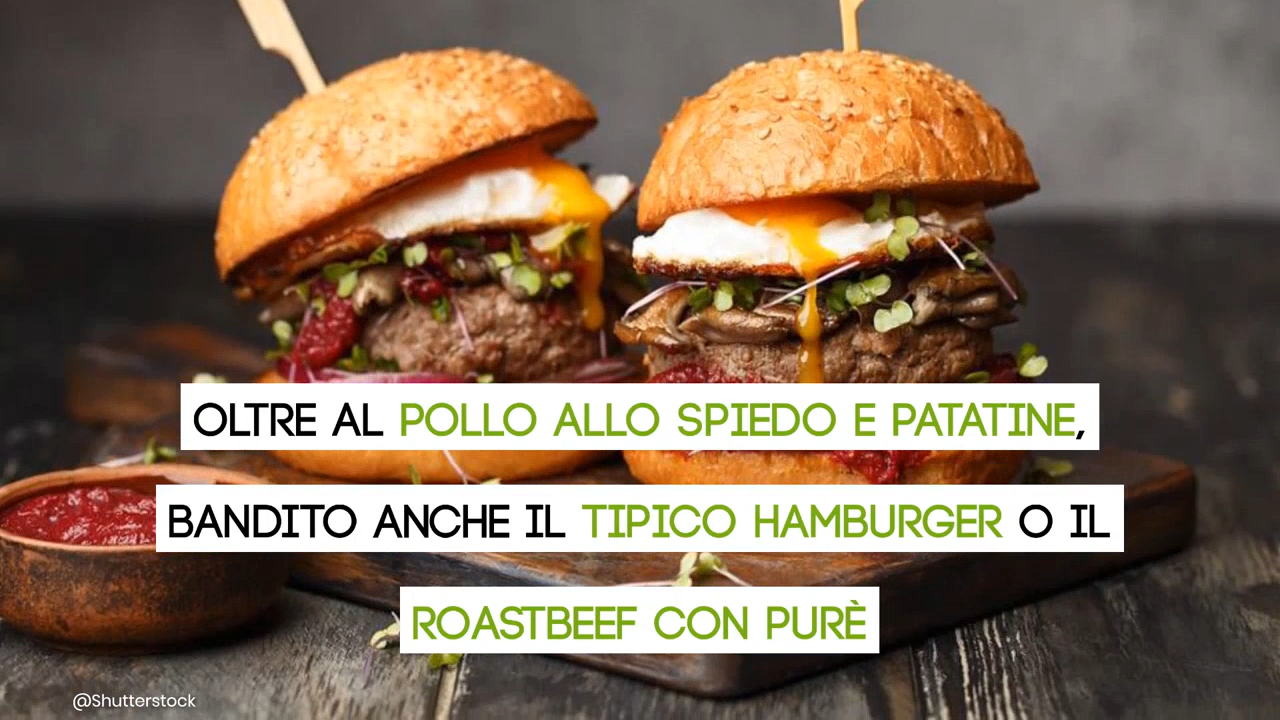 OLTRE AL POLLO ALLO SPIEDO E PATATINE,
BANDITO ANCHE IL TIPICO HAMBURGER O IL
ROASTBEEF CON PURÈ
@Shutterstock